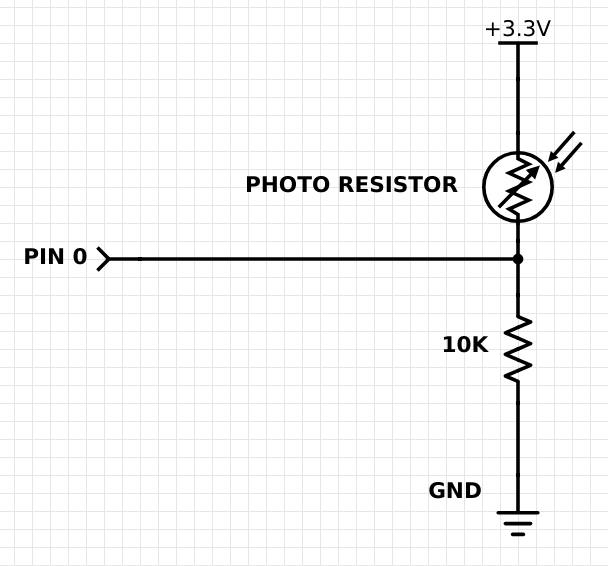 +3.3V
PHOTO RESISTOR
PIN 0
10K
GND